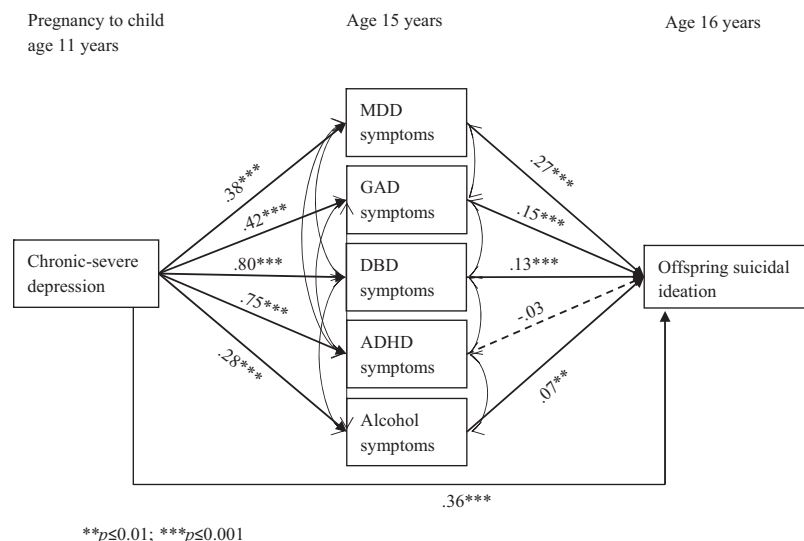 Pregnancy to child
age 11 years
Age 15 years
Age 16 years
MDD
symptoms
GAD
symptoms
DBD
symptoms
ADHD
symptoms
Alcohol
symptoms
Chronic-severe
depression
Offspring suicidal
ideation
.38***
.42***
.80***
.75***
.28***
.27***
.15***
.13***
-.03
.07**
.36***
**p≤0.01; ***p≤0.001